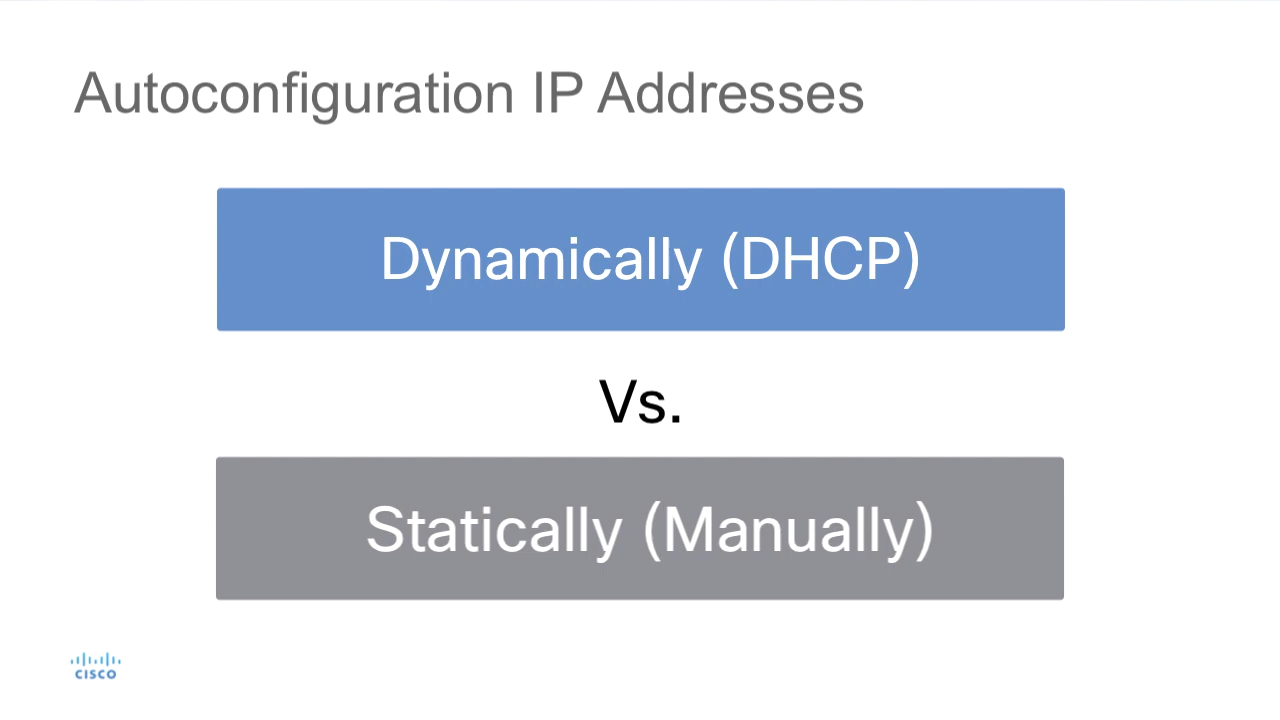 Autoconfiguration IP Addresses
Dynamically (DHCP)
Vs.
Statically (Manually)
CISCO